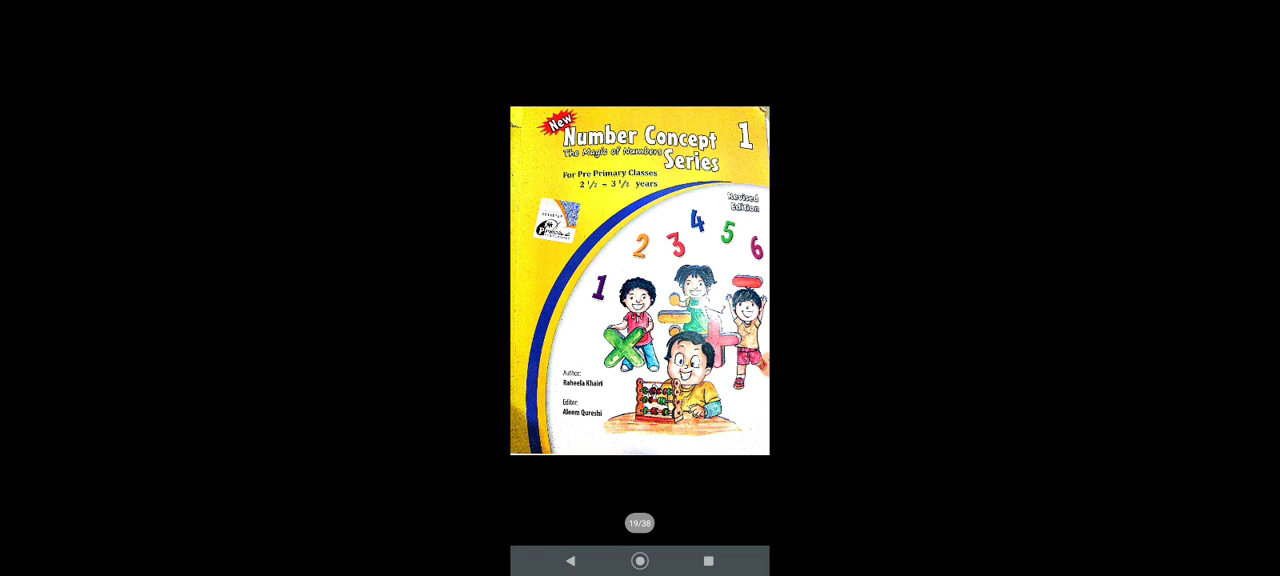 New
Number Concept 1
The Magic of Numbers Series
For Pre Primary Classes
2 1/2 – 3 1/2 years
Revised
Edition
1 2 3 4 5 6
Author:
Raheela Khairi
Editor:
Aleem Qureshi
19/38